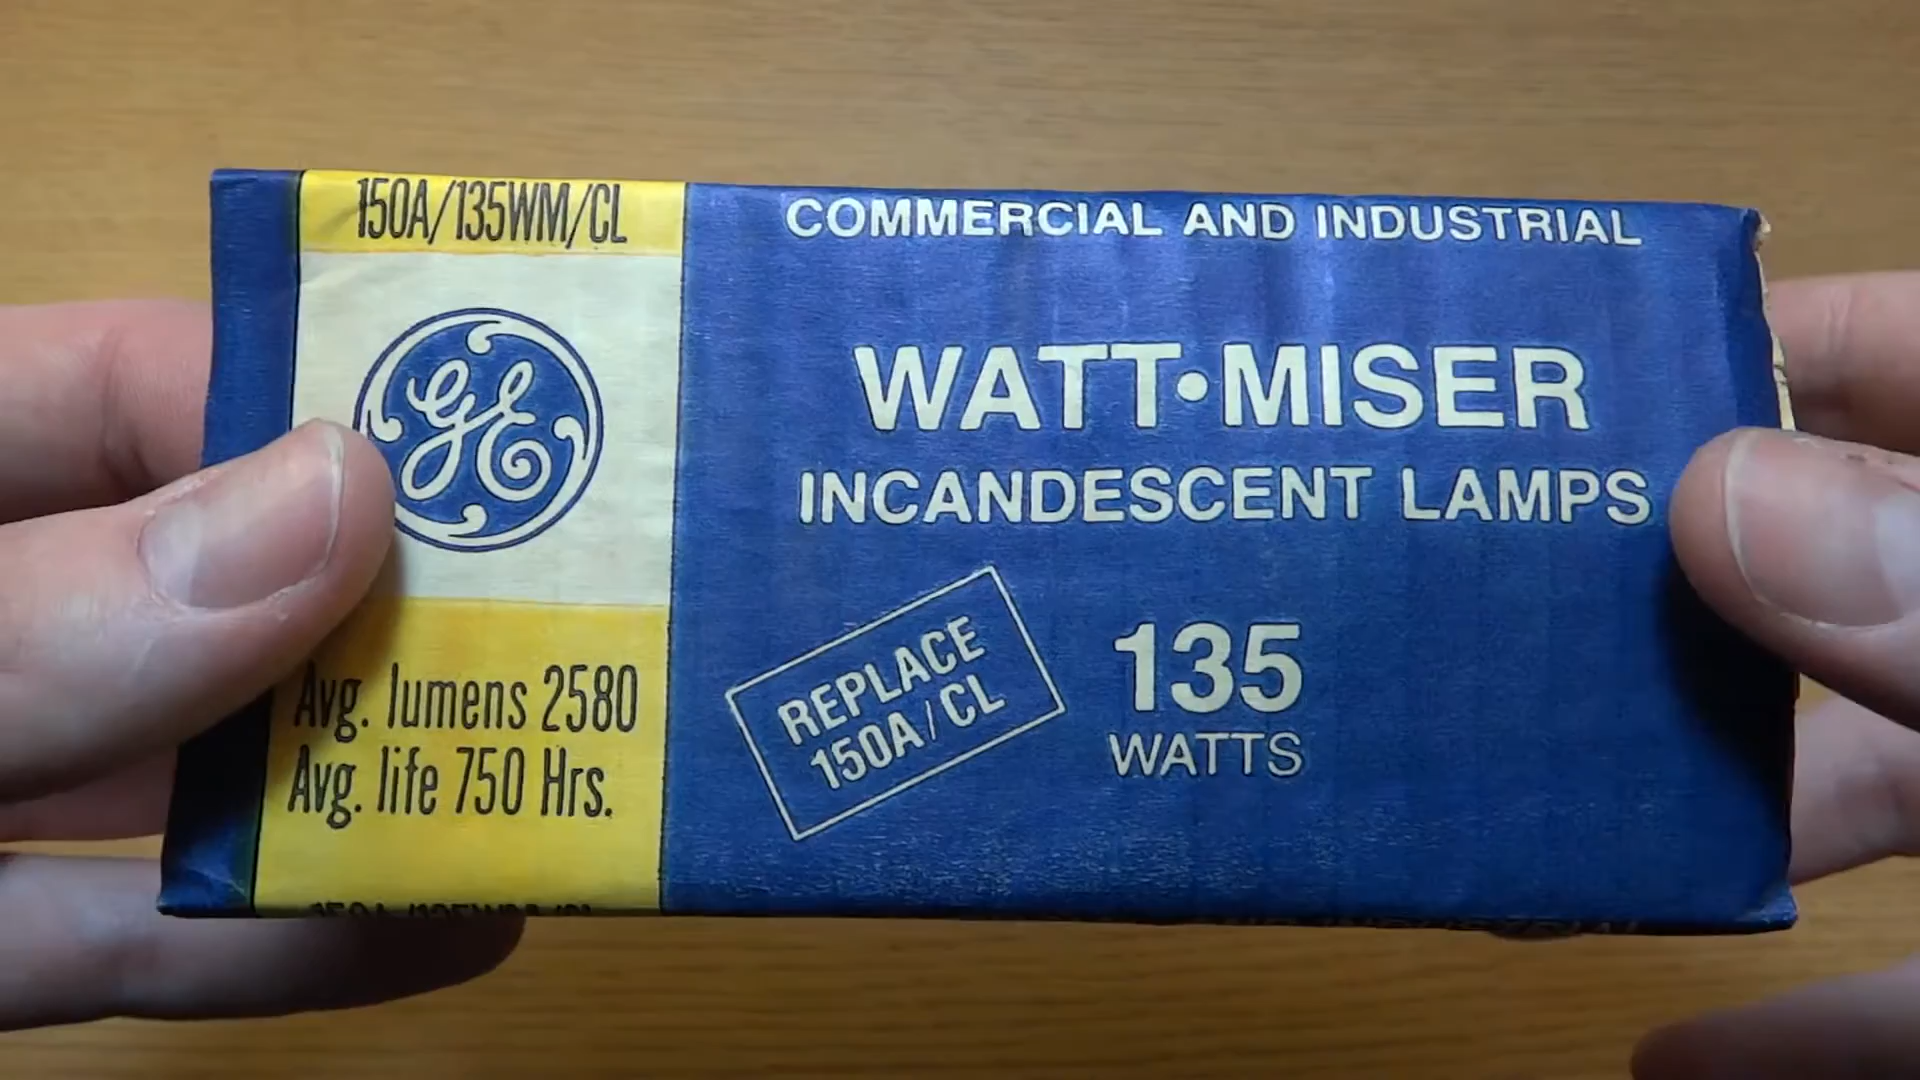 150A/135WM/CL
GE
Avg. lumens 2580
Avg. life 750 Hrs.
COMMERCIAL AND INDUSTRIAL
WATT•MISER
INCANDESCENT LAMPS
REPLACE
150A/CL
135
WATTS